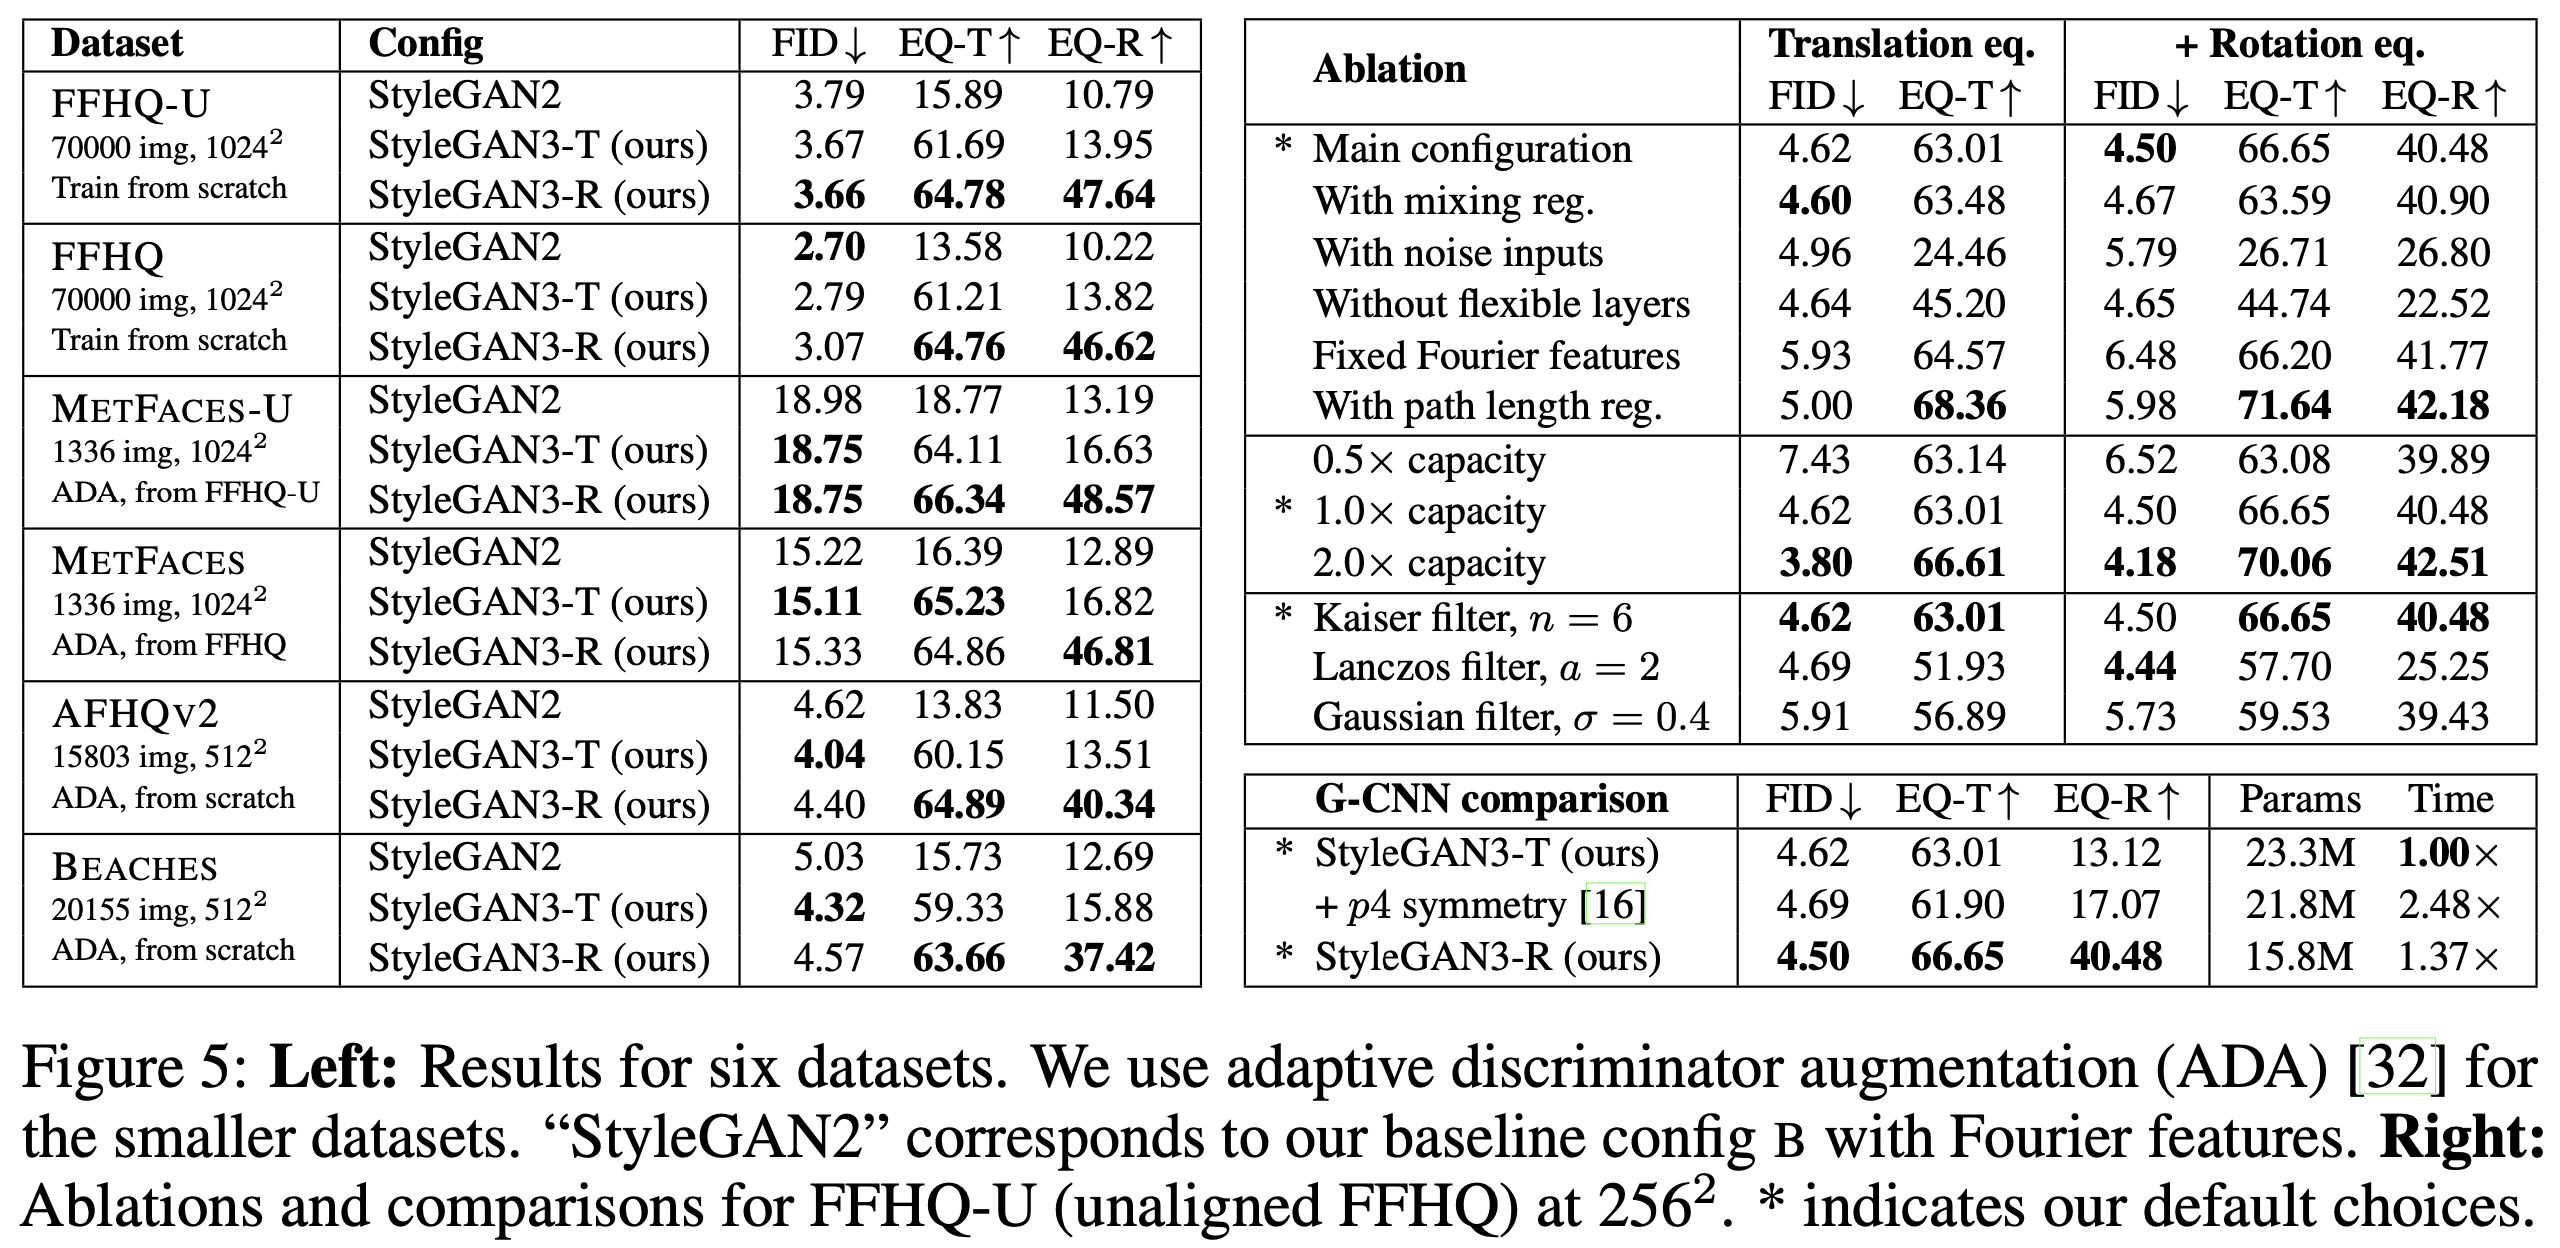 Dataset Config FID↓ EQ-T↑ EQ-R↑
FFHQ-U
70000 img, 1024²
Train from scratch
StyleGAN2 3.79 15.89 10.79
StyleGAN3-T (ours) 3.67 61.69 13.95
StyleGAN3-R (ours) 3.66 64.78 47.64
FFHQ
70000 img, 1024²
Train from scratch
StyleGAN2 2.70 13.58 10.22
StyleGAN3-T (ours) 2.79 61.21 13.82
StyleGAN3-R (ours) 3.07 64.76 46.62
METFACES-U
1336 img, 1024²
ADA, from FFHQ-U
StyleGAN2 18.98 18.77 13.19
StyleGAN3-T (ours) 18.75 64.11 16.63
StyleGAN3-R (ours) 18.75 66.34 48.57
METFACES
1336 img, 1024²
ADA, from FFHQ
StyleGAN2 15.22 16.39 12.89
StyleGAN3-T (ours) 15.11 65.23 16.82
StyleGAN3-R (ours) 15.33 64.86 46.81
AFHQV2
15803 img, 512²
ADA, from scratch
StyleGAN2 4.62 13.83 11.50
StyleGAN3-T (ours) 4.04 60.15 13.51
StyleGAN3-R (ours) 4.40 64.89 40.34
BEACHES
20155 img, 512²
ADA, from scratch
StyleGAN2 5.03 15.73 12.69
StyleGAN3-T (ours) 4.32 59.33 15.88
StyleGAN3-R (ours) 4.57 63.66 37.42
Ablation Translation eq. + Rotation eq.
FID↓ EQ-T↑ FID↓ EQ-T↑ EQ-R↑
* Main configuration 4.62 63.01 4.50 66.65 40.48
With mixing reg. 4.60 63.48 4.67 63.59 40.90
With noise inputs 4.96 24.46 5.79 26.71 26.80
Without flexible layers 4.64 45.20 4.65 44.74 22.52
Fixed Fourier features 5.93 64.57 6.48 66.20 41.77
With path length reg. 5.00 68.36 5.98 71.64 42.18
0.5× capacity 7.43 63.14 6.52 63.08 39.89
* 1.0× capacity 4.62 63.01 4.50 66.65 40.48
2.0× capacity 3.80 66.61 4.18 70.06 42.51
* Kaiser filter, n = 6 4.62 63.01 4.50 66.65 40.48
Lanczos filter, a = 2 4.69 51.93 4.44 57.70 25.25
Gaussian filter, σ = 0.4 5.91 56.89 5.73 59.53 39.43
G-CNN comparison FID↓ EQ-T↑ EQ-R↑ Params Time
* StyleGAN3-T (ours) 4.62 63.01 13.12 23.3M 1.00×
+ p4 symmetry [16] 4.69 61.90 17.07 21.8M 2.48×
* StyleGAN3-R (ours) 4.50 66.65 40.48 15.8M 1.37×
Figure 5: Left: Results for six datasets. We use adaptive discriminator augmentation (ADA) [32] for
the smaller datasets. “StyleGAN2” corresponds to our baseline config B with Fourier features. Right:
Ablations and comparisons for FFHQ-U (unaligned FFHQ) at 256². * indicates our default choices.